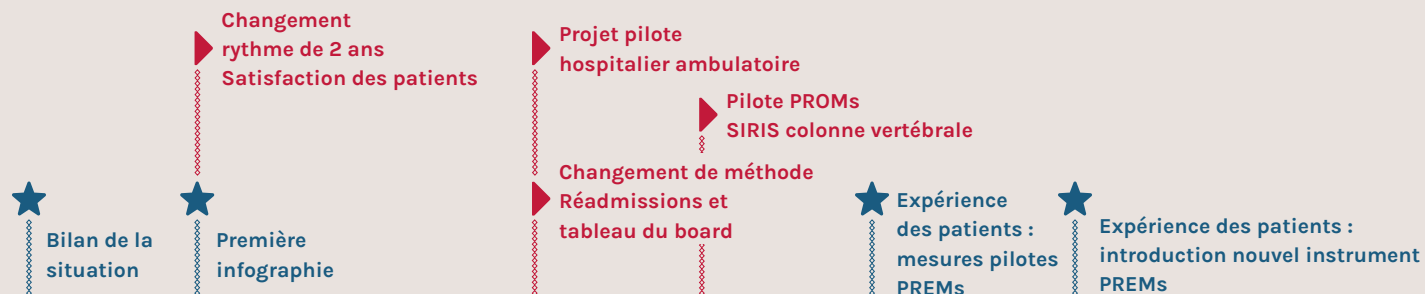 Changement
rythme de 2 ans
Satisfaction des patients
Projet pilote
hospitalier ambulatoire
Pilote PROMs
SIRIS colonne vertébrale
Changement de méthode
Réadmissions et
tableau du board
Bilan de la
situation
Première
infographie
Expérience
des patients :
mesures pilotes
PREMs
Expérience des patients :
introduction nouvel instrument
PREMs